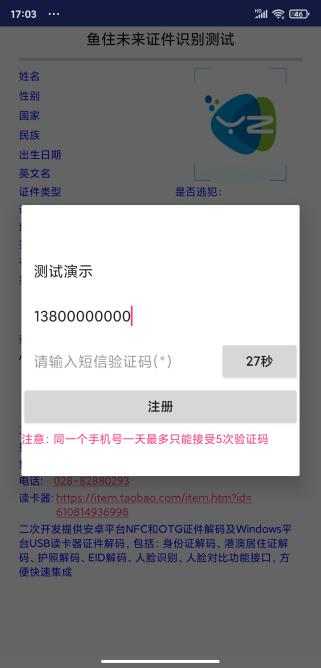 17:03 ... HD 46
鱼住未来证件识别测试
姓名
性别
国家
民族
出生日期
英文名
证件类型 是否逃犯：
YZ
测试演示
13800000000
请输入短信验证码(*) 27秒
注册
注意：同一个手机号一天最多只能接受5次验证码
电话： 028-82880293
读卡器: https://item.taobao.com/item.htm?id=
610814936998
二次开发提供安卓平台NFC和OTG证件解码及Windows平
台USB读卡器证件解码，包括：身份证解码、港澳居住证解
码、护照解码、EID解码、人脸识别、人脸对比功能接口，方
便快速集成